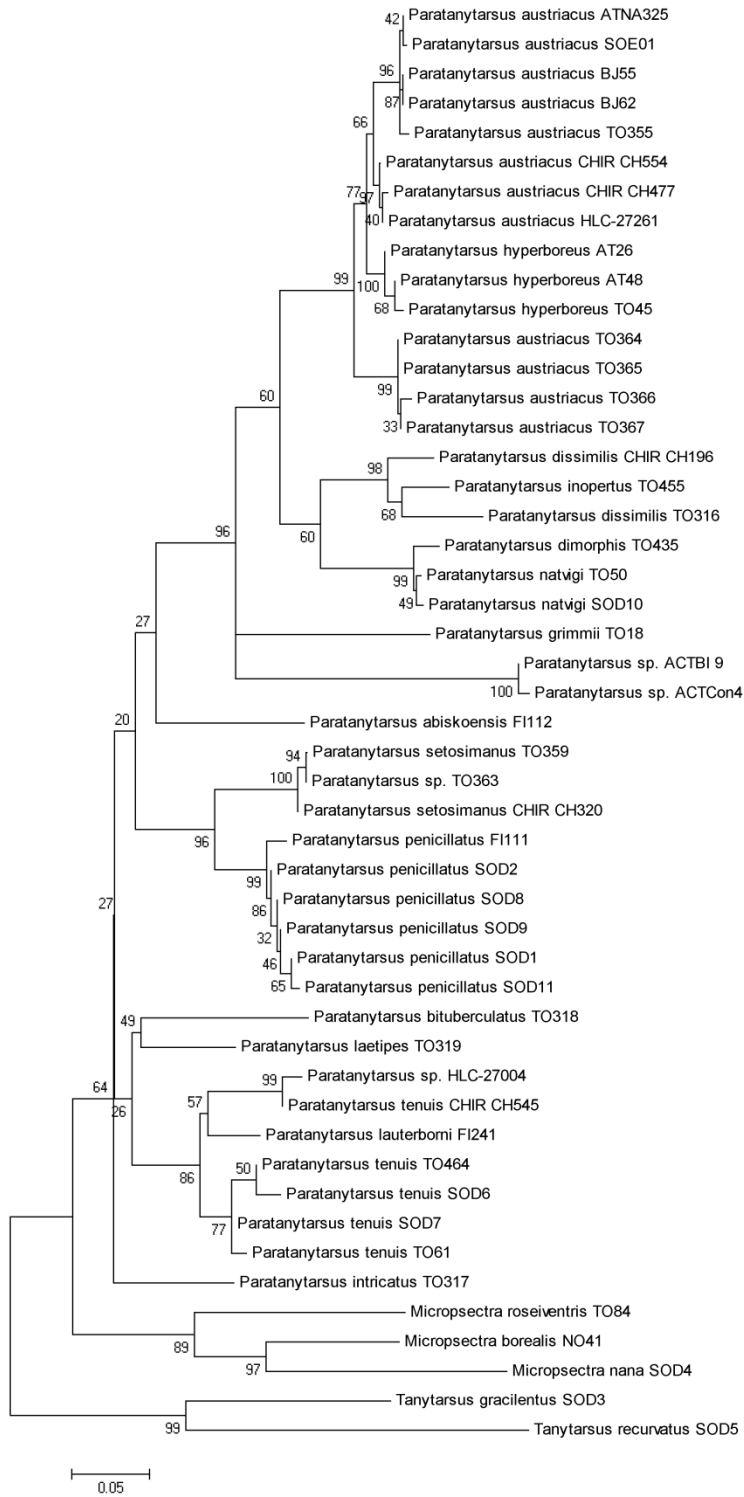 42
Paratanytarsus austriacus ATNA325
Paratanytarsus austriacus SOE01
96
Paratanytarsus austriacus BJ55
87
Paratanytarsus austriacus BJ62
66
Paratanytarsus austriacus TO355
Paratanytarsus austriacus CHIR CH554
77
97
Paratanytarsus austriacus CHIR CH477
40
Paratanytarsus austriacus HLC-27261
Paratanytarsus hyperboreus AT26
99
100
Paratanytarsus hyperboreus AT48
68
Paratanytarsus hyperboreus TO45
Paratanytarsus austriacus TO364
Paratanytarsus austriacus TO365
60
99
Paratanytarsus austriacus TO366
33
Paratanytarsus austriacus TO367
Paratanytarsus dissimilis CHIR CH196
98
Paratanytarsus inopertus TO455
68
Paratanytarsus dissimilis TO316
96
60
Paratanytarsus dimorphis TO435
99
Paratanytarsus natvigi TO50
49
Paratanytarsus natvigi SOD10
27
Paratanytarsus grimmii TO18
Paratanytarsus sp. ACTBI 9
100
Paratanytarsus sp. ACTCon4
20
Paratanytarsus abiskoensis FI112
94
Paratanytarsus setosimanus TO359
100
Paratanytarsus sp. TO363
Paratanytarsus setosimanus CHIR CH320
96
Paratanytarsus penicillatus FI111
99
Paratanytarsus penicillatus SOD2
27
86
Paratanytarsus penicillatus SOD8
32
Paratanytarsus penicillatus SOD9
46
Paratanytarsus penicillatus SOD1
65
Paratanytarsus penicillatus SOD11
49
Paratanytarsus bituberculatus TO318
Paratanytarsus laetipes TO319
64
99
Paratanytarsus sp. HLC-27004
26
57
Paratanytarsus tenuis CHIR CH545
Paratanytarsus lauterborni FI241
86
50
Paratanytarsus tenuis TO464
Paratanytarsus tenuis SOD6
77
Paratanytarsus tenuis SOD7
Paratanytarsus tenuis TO61
Paratanytarsus intricatus TO317
Micropsectra roseiventris TO84
89
Micropsectra borealis NO41
97
Micropsectra nana SOD4
Tanytarsus gracilentus SOD3
99
Tanytarsus recurvatus SOD5
0.05